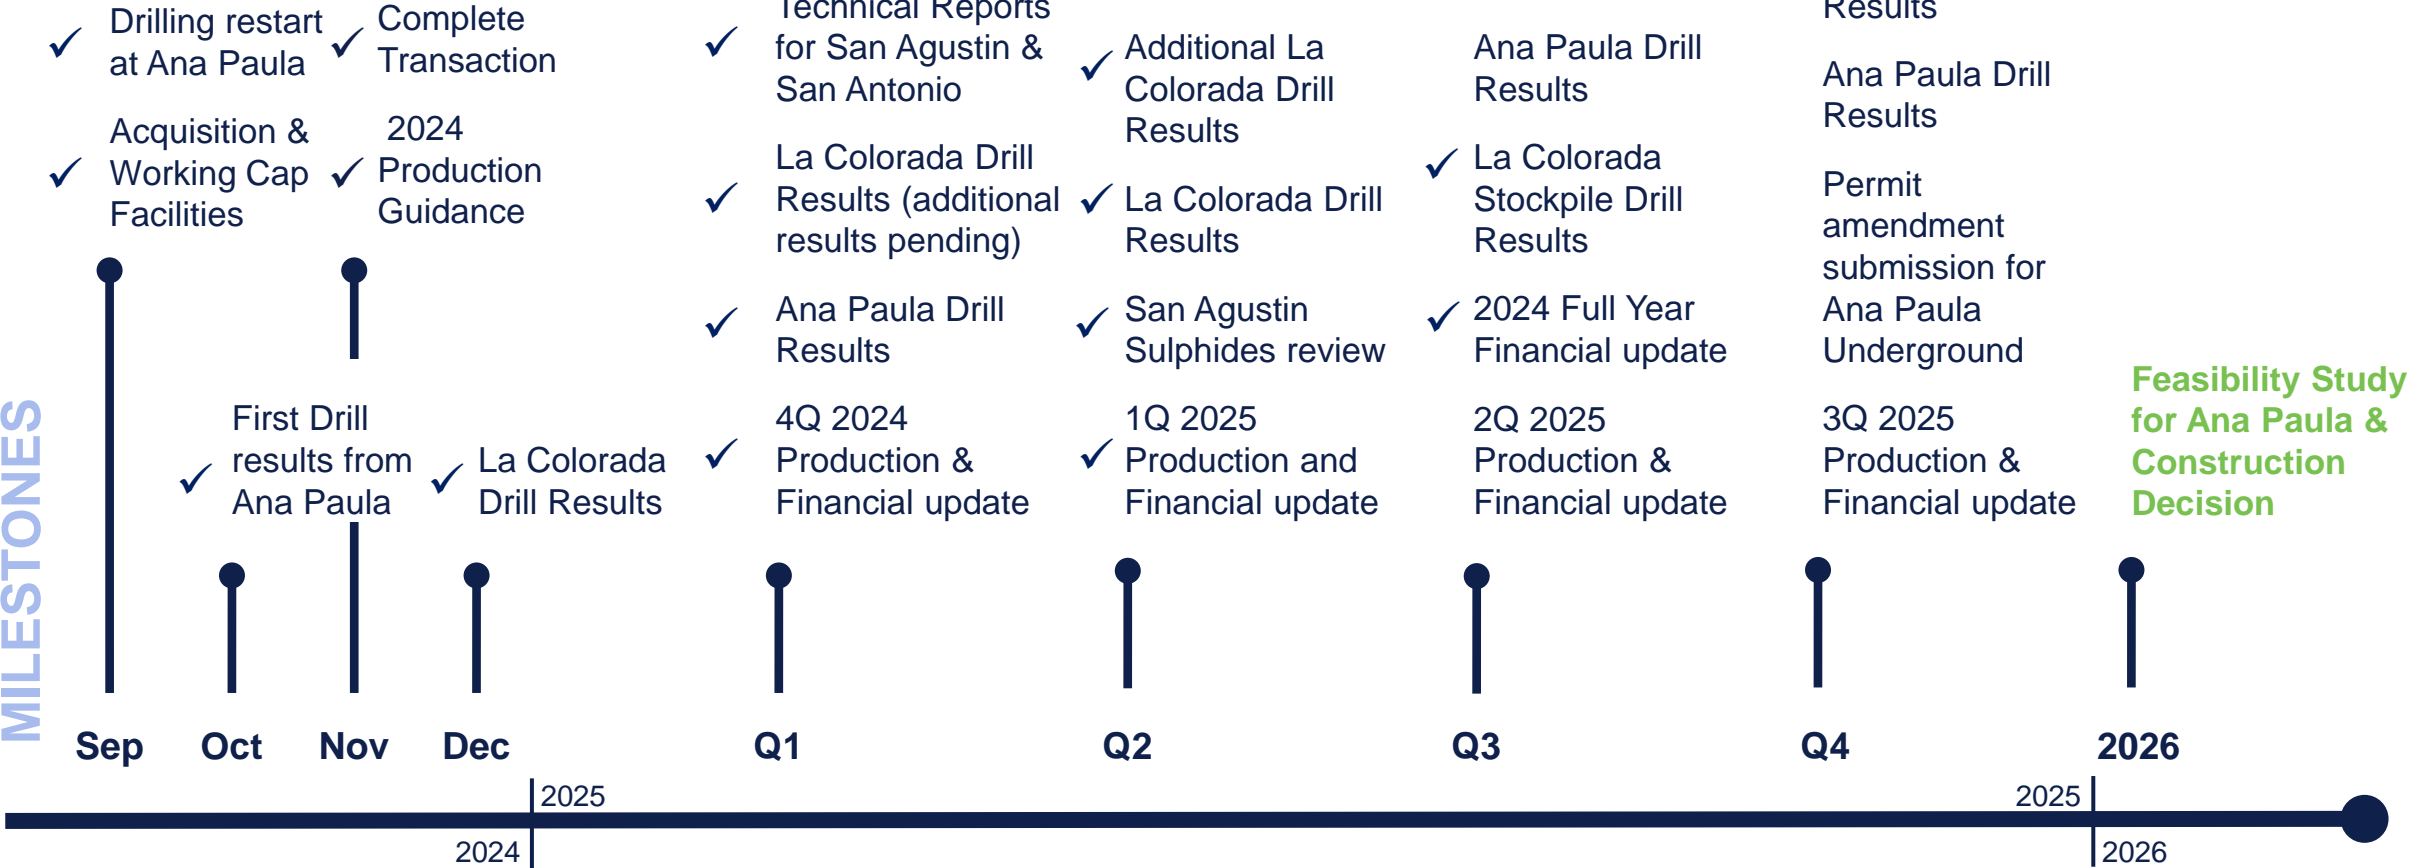 Drilling restart
at Ana Paula
Acquisition &
Working Cap
Facilities
First Drill
results from
Ana Paula
Complete
Transaction
2024
Production
Guidance
La Colorada
Drill Results
Technical Reports
for San Agustin &
San Antonio
La Colorada Drill
Results (additional
results pending)
Ana Paula Drill
Results
4Q 2024
Production &
Financial update
Additional La
Colorada Drill
Results
La Colorada Drill
Results
San Agustin
Sulphides review
1Q 2025
Production and
Financial update
Ana Paula Drill
Results
La Colorada
Stockpile Drill
Results
2024 Full Year
Financial update
2Q 2025
Production &
Financial update
Results
Ana Paula Drill
Results
Permit
amendment
submission for
Ana Paula
Underground
3Q 2025
Production &
Financial update
Feasibility Study
for Ana Paula &
Construction
Decision
MILESTONES
Sep
Oct
Nov
Dec
Q1
Q2
Q3
Q4
2026
2025
2024
2025
2026